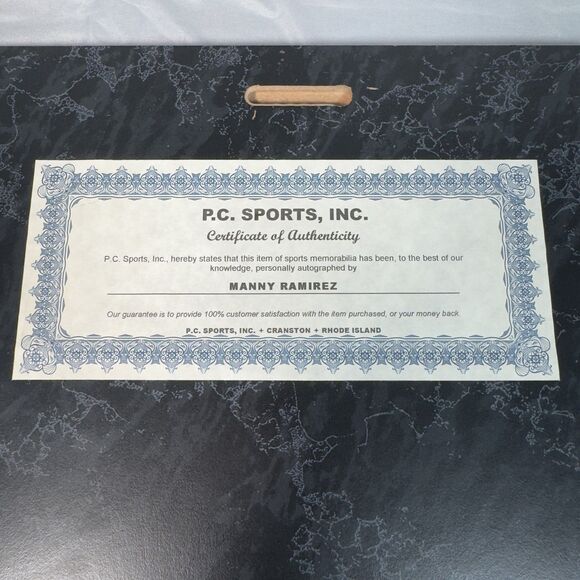 P.C. SPORTS, INC.
Certificate of Authenticity
P.C. Sports, Inc., hereby states that this item of sports memorabilia has been, to the best of our
knowledge, personally autographed by
MANNY RAMIREZ
Our guarantee is to provide 100% customer satisfaction with the item purchased, or your money back.
P.C. SPORTS, INC. + CRANSTON + RHODE ISLAND